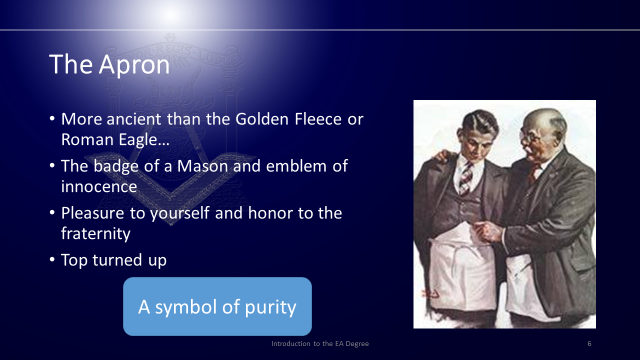 The Apron
• More ancient than the Golden Fleece or
Roman Eagle…
• The badge of a Mason and emblem of
innocence
• Pleasure to yourself and honor to the
fraternity
• Top turned up
A symbol of purity
Introduction to the EA Degree
6